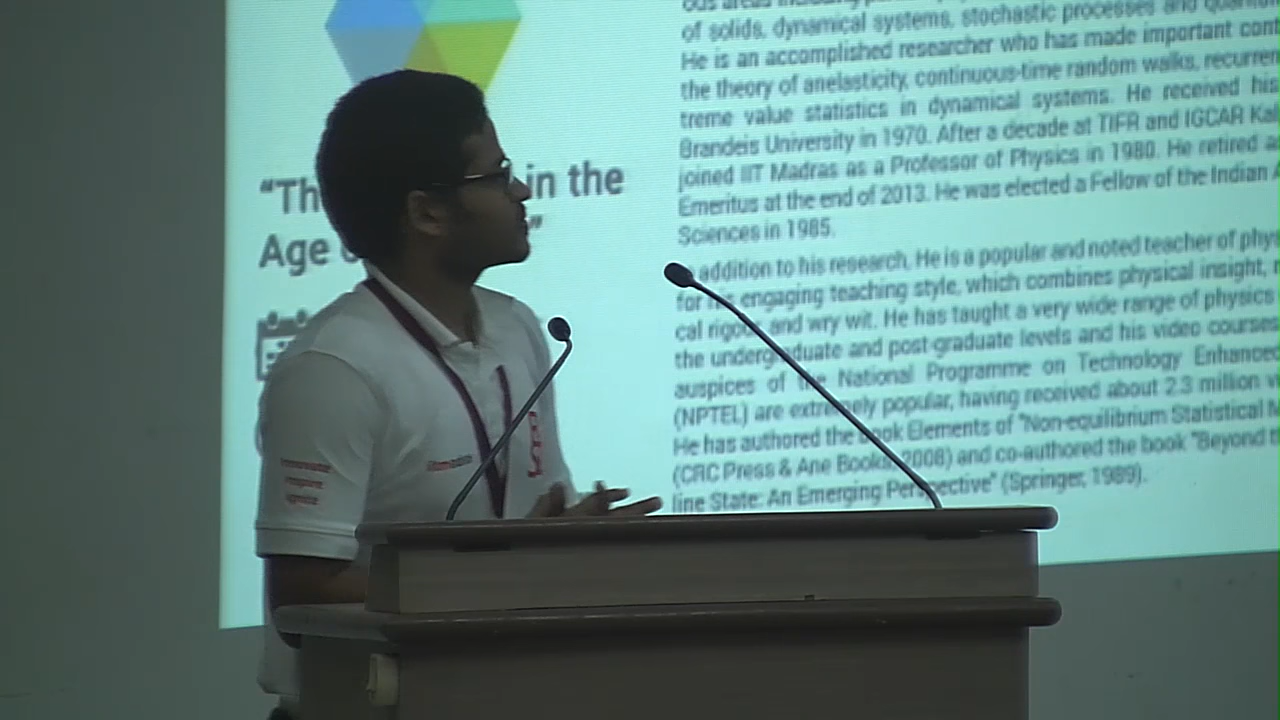 "Th in the
Age "
ous areas including
of solids, dynamical systems, stochastic processes and quantum
He is an accomplished researcher who has made important cont
the theory of anelasticity, continuous-time random walks, recurren
treme value statistics in dynamical systems. He received his
Brandeis University in 1970. After a decade at TIFR and IGCAR Kal
joined IIT Madras as a Professor of Physics in 1980. He retired a
Emeritus at the end of 2013. He was elected a Fellow of the Indian A
Sciences in 1985.
addition to his research, He is a popular and noted teacher of phys
for engaging teaching style, which combines physical insight,
cal rigour and wry wit. He has taught a very wide range of physics
the undergraduate and post-graduate levels and his video courses
auspices of the National Programme on Technology Enhanced
(NPTEL) are extremely popular, having received about 2.3 million v
He has authored the book Elements of "Non-equilibrium Statistical M
(CRC Press & Ane Books, 2008) and co-authored the book "Beyond t
line State: An Emerging Perspective" (Springer, 1989).